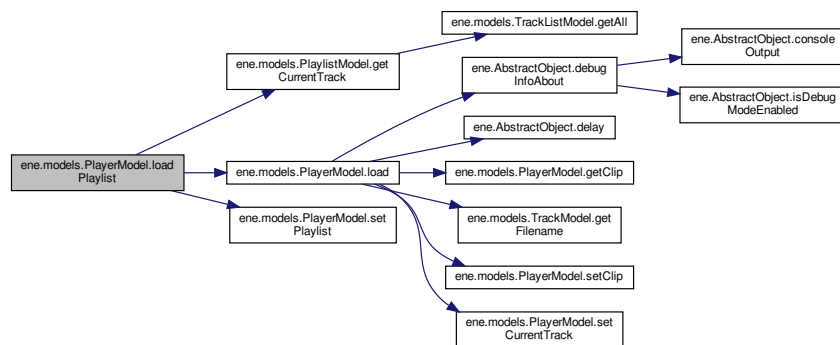 ene.models.PlayerModel.load
Playlist
ene.models.PlaylistModel.get
CurrentTrack
ene.models.TrackListModel.getAll
ene.models.PlayerModel.load
ene.AbstractObject.debug
InfoAbout
ene.AbstractObject.console
Output
ene.AbstractObject.isDebug
ModeEnabled
ene.AbstractObject.delay
ene.models.PlayerModel.getClip
ene.models.TrackModel.get
Filename
ene.models.PlayerModel.setClip
ene.models.PlayerModel.set
CurrentTrack
ene.models.PlayerModel.set
Playlist